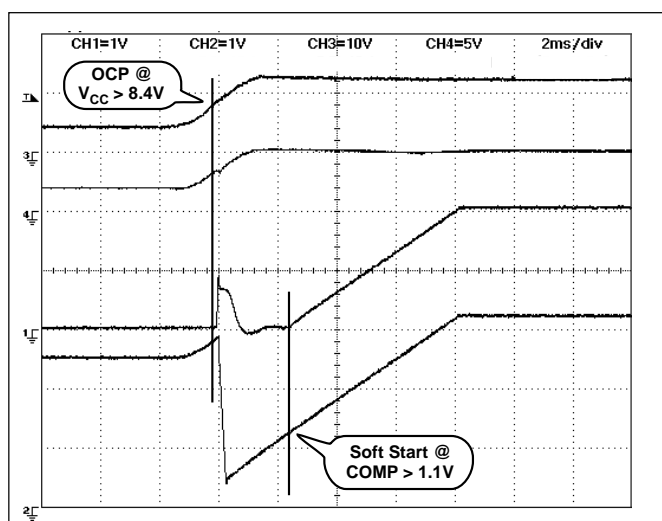 CH1=1V CH2=1V CH3=10V CH4=5V 2ms/div
OCP @
VCC > 8.4V
T
3
4
1
Soft Start @
COMP > 1.1V
2